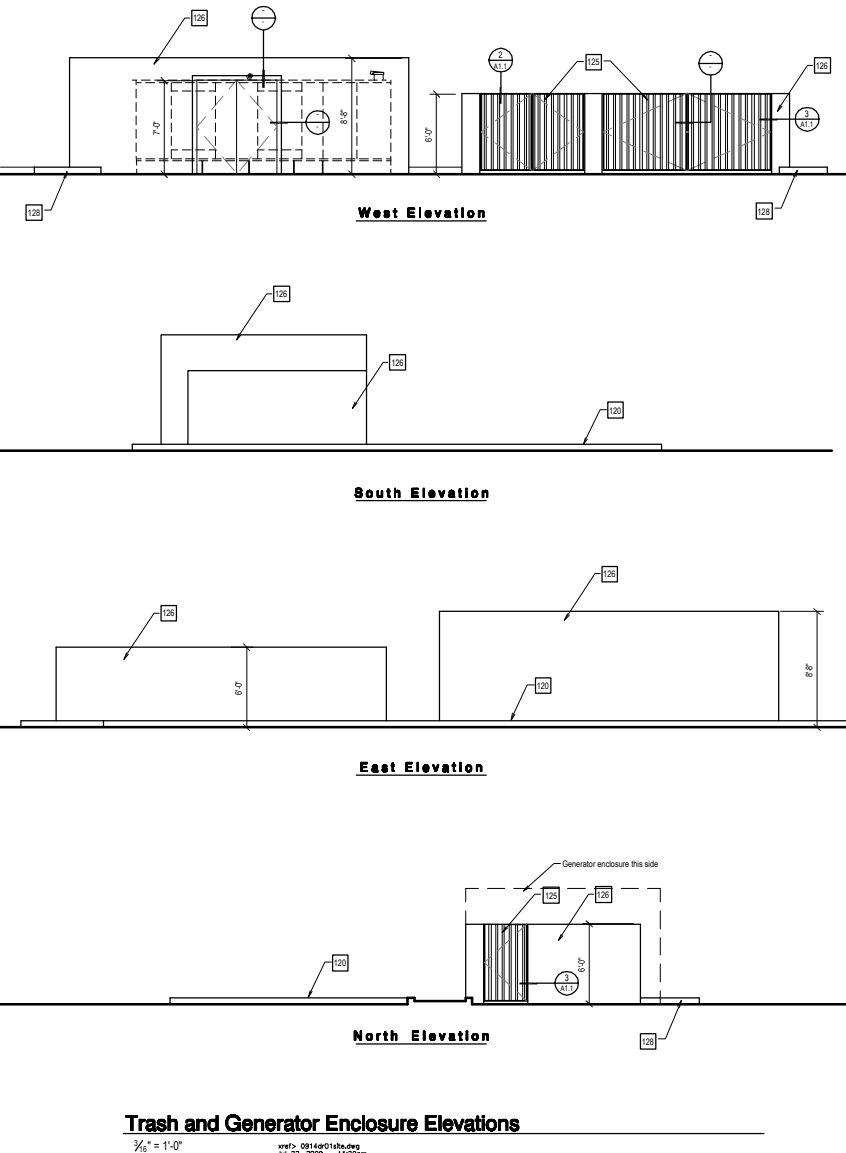 126
-
-
2
A1.1
125
-
-
126
7'-0"
-
-
8'-8"
6'-0"
3
A1.1
128
128
West Elevation
126
126
120
South Elevation
126
126
6'-0"
120
8'-8"
East Elevation
Generator enclosure this side
125
126
120
6'-0"
3
A1.1
North Elevation
128
Trash and Generator Enclosure Elevations
3/16" = 1'-0"
xref> 0914dr01site.dwg